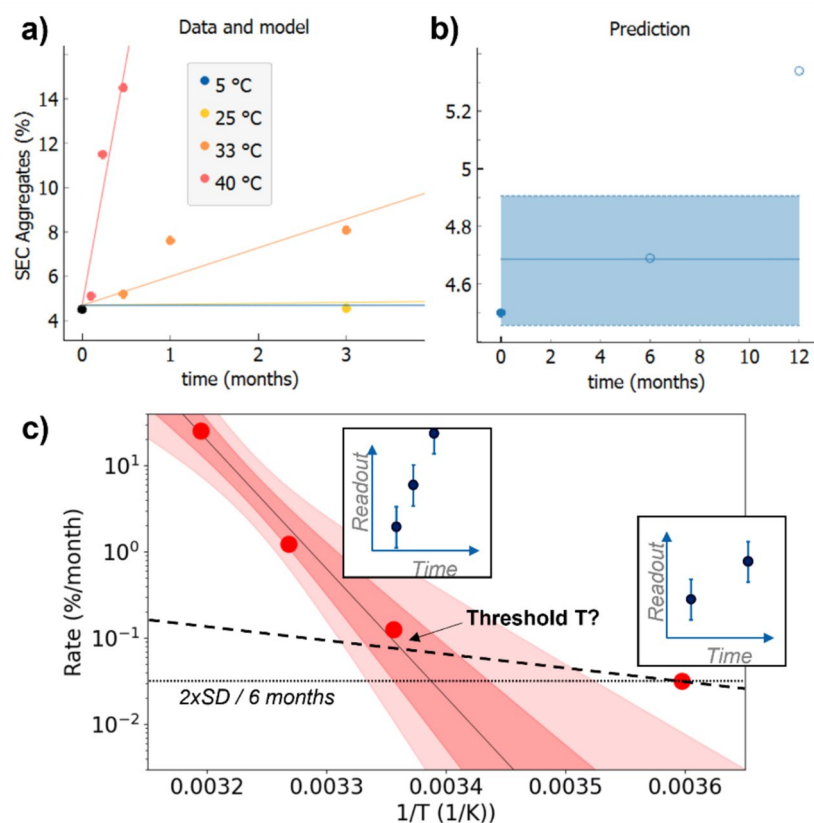 a)
Data and model
SEC Aggregates (%)
14
12
10
8
6
4
5 °C
25 °C
33 °C
40 °C
0
1
2
3
time (months)
b)
Prediction
5.2
5
4.8
4.6
0
2
4
6
8
10
12
time (months)
c)
Rate (%/month)
10¹
10⁰
10⁻¹
10⁻²
Readout
Time
Readout
Time
Threshold T?
2xSD / 6 months
0.0032
0.0033
0.0034
0.0035
0.0036
1/T (1/K)